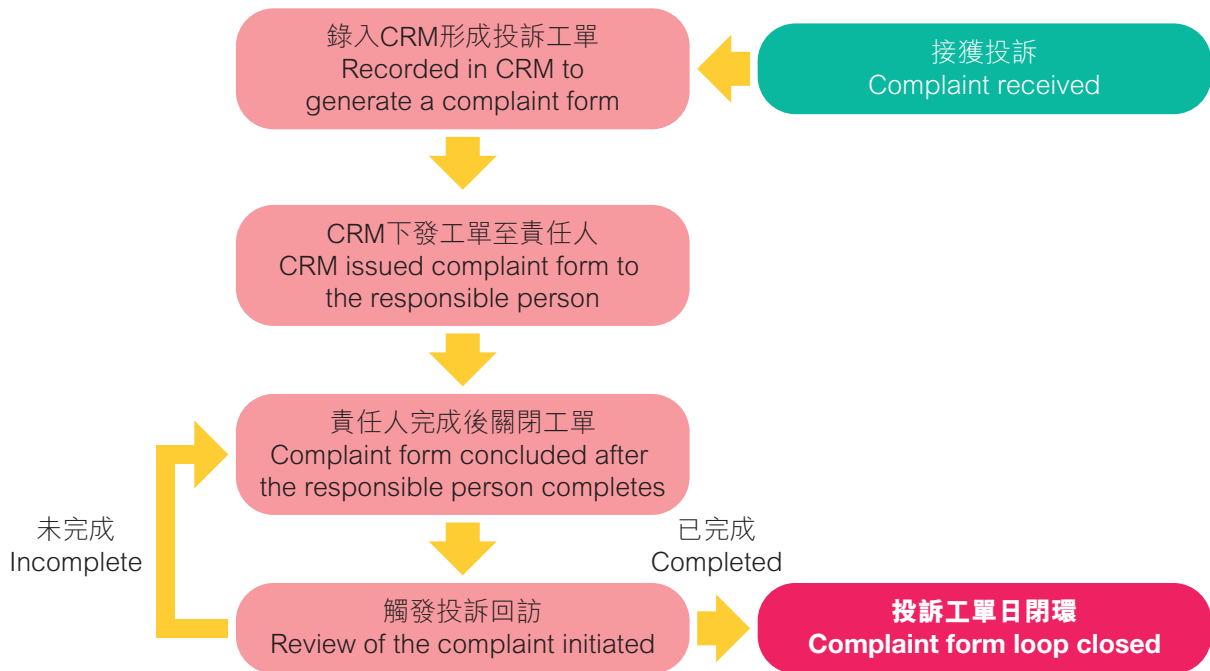 接獲投訴
Complaint received
錄入CRM形成投訴工單
Recorded in CRM to
generate a complaint form
CRM下發工單至責任人
CRM issued complaint form to
the responsible person
責任人完成後關閉工單
Complaint form concluded after
the responsible person completes
未完成
Incomplete
已完成
Completed
觸發投訴回訪
Review of the complaint initiated
投訴工單日閉環
Complaint form loop closed